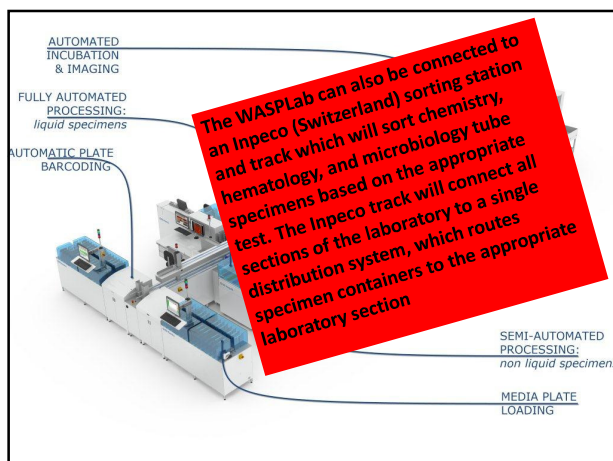 AUTOMATED
INCUBATION
& IMAGING
FULLY AUTOMATED
PROCESSING:
liquid specimens
AUTOMATIC PLATE
BARCODING
The WASPLab can also be connected to
an Inpeco (Switzerland) sorting station
and track which will sort chemistry,
hematology, and microbiology tube
specimens based on the appropriate
test. The Inpeco track will connect all
sections of the laboratory to a single
distribution system, which routes
specimen containers to the appropriate
laboratory section
SEMI-AUTOMATED
PROCESSING:
non liquid specimens
MEDIA PLATE
LOADING